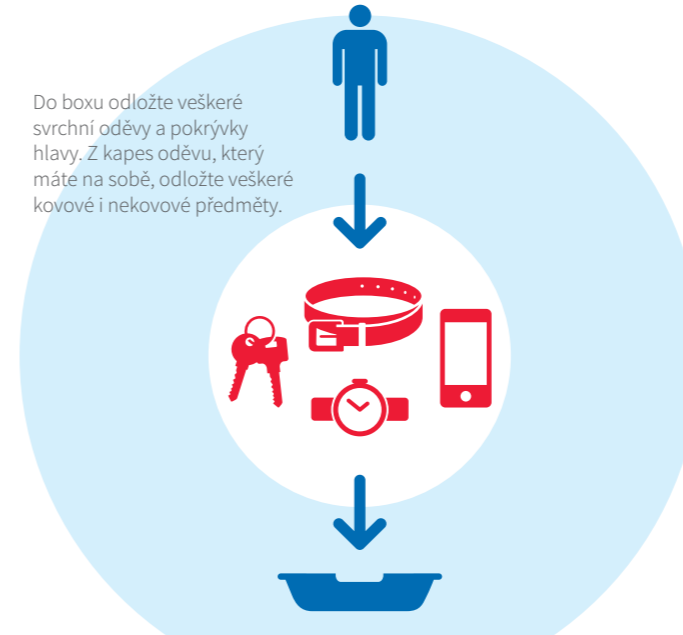 Do boxu odložte veškeré
svrchní oděvy a pokrývky
hlavy. Z kapes oděvu, který
máte na sobě, odložte veškeré
kovové i nekovové předměty.